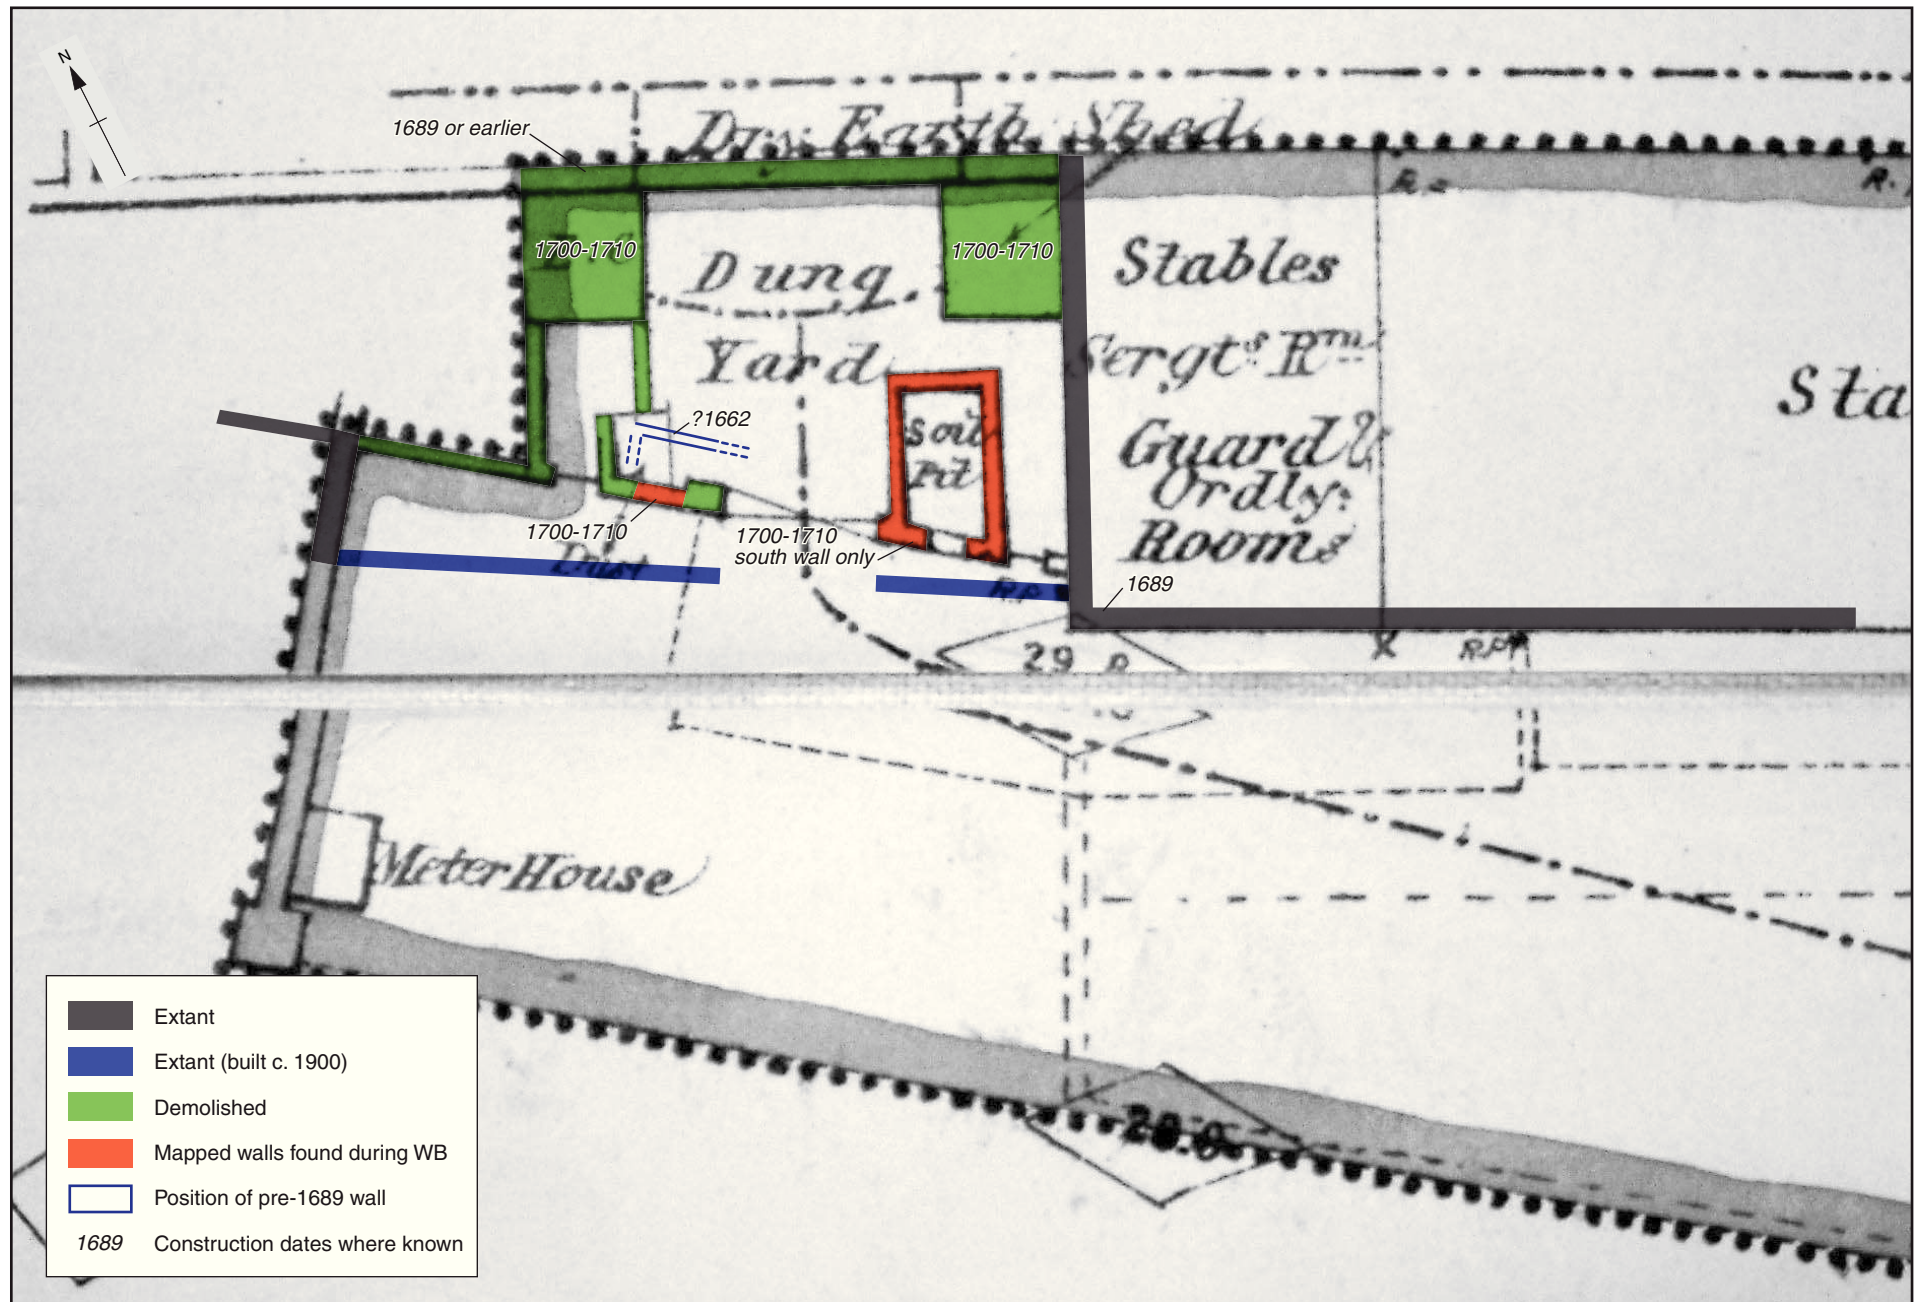 N
1689 or earlier
Dry Earth Shed
R.
1700-1710
1700-1710
Dung
Yard
Stables
Sergts Rm
Sta
?1662
Soil
Pit
Guard &
Ordly:
Rooms
1700-1710
1700-1710
south wall only
Dust
R.P
1689
29
R.P
Meter House
Extant
Extant (built c. 1900)
Demolished
Mapped walls found during WB
Position of pre-1689 wall
1689 Construction dates where known